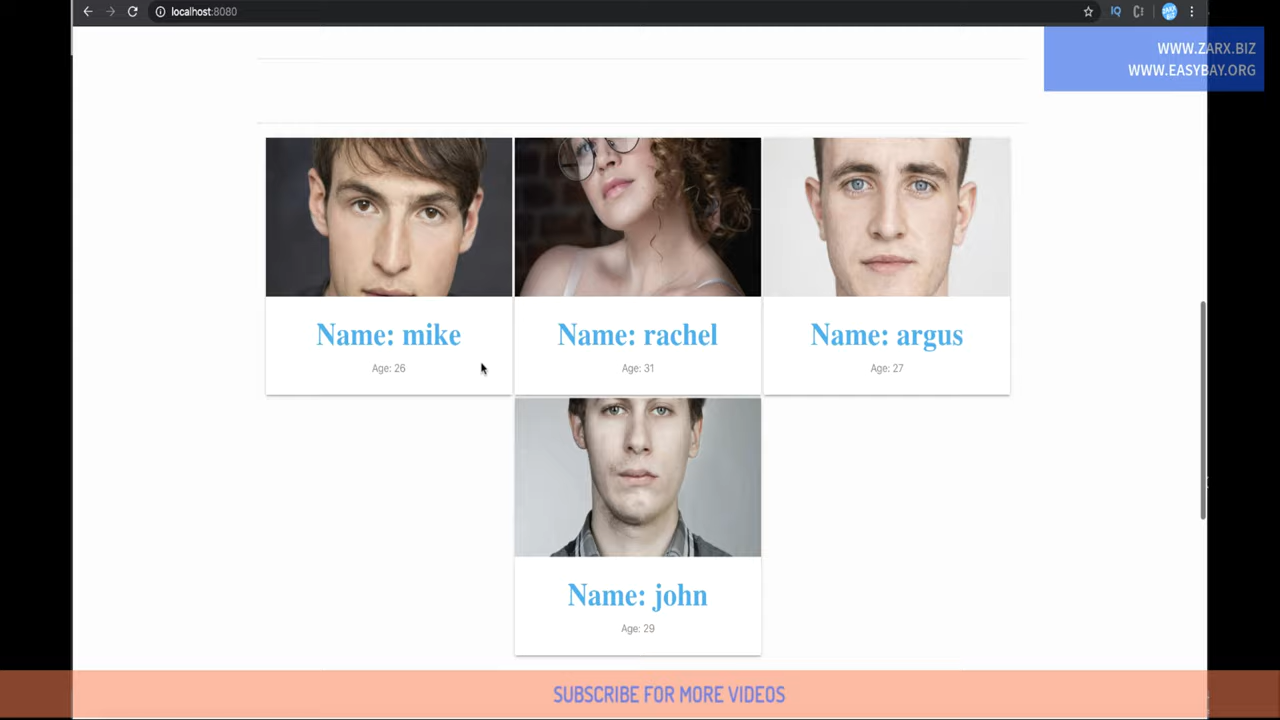 localhost:8080
WWW.ZARX.BIZ
WWW.EASYBAY.ORG
Name: mike
Age: 26
Name: rachel
Age: 31
Name: argus
Age: 27
Name: john
Age: 29
SUBSCRIBE FOR MORE VIDEOS